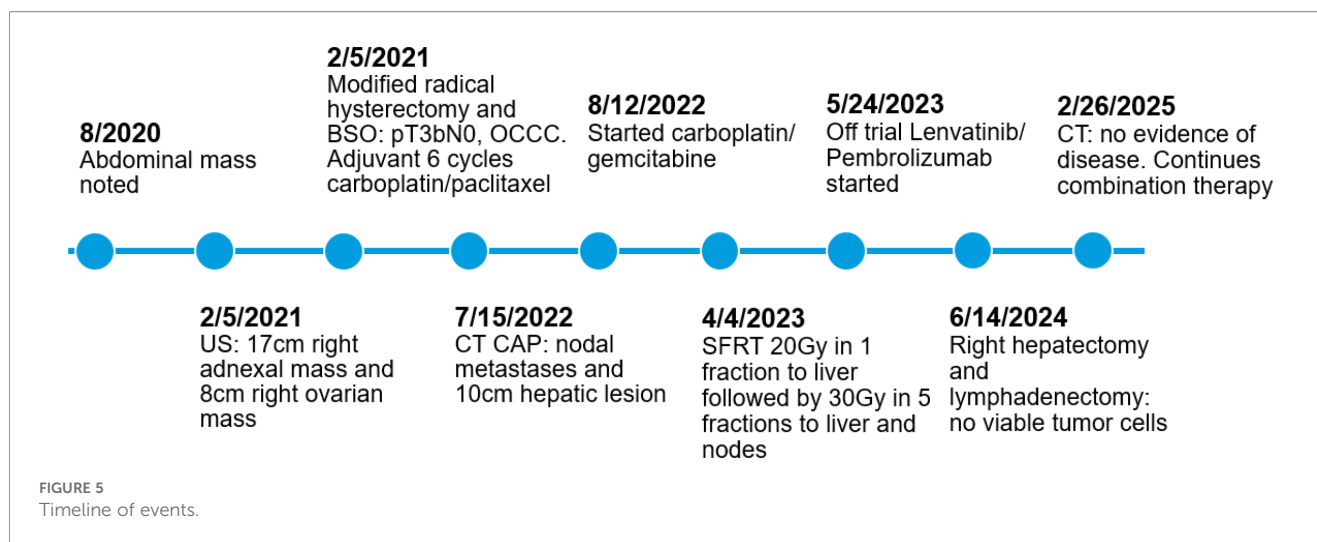 8/2020
Abdominal mass
noted
2/5/2021
US: 17cm right
adnexal mass and
8cm right ovarian
mass
2/5/2021
Modified radical
hysterectomy and
BSO: pT3bN0, OCCC.
Adjuvant 6 cycles
carboplatin/paclitaxel
7/15/2022
CT CAP: nodal
metastases and
10cm hepatic lesion
8/12/2022
Started carboplatin/
gemcitabine
4/4/2023
SFRT 20Gy in 1
fraction to liver
followed by 30Gy in 5
fractions to liver and
nodes
5/24/2023
Off trial Lenvatinib/
Pembrolizumab
started
6/14/2024
Right hepatectomy
and
lymphadenectomy:
no viable tumor cells
2/26/2025
CT: no evidence of
disease. Continues
combination therapy
FIGURE 5
Timeline of events.